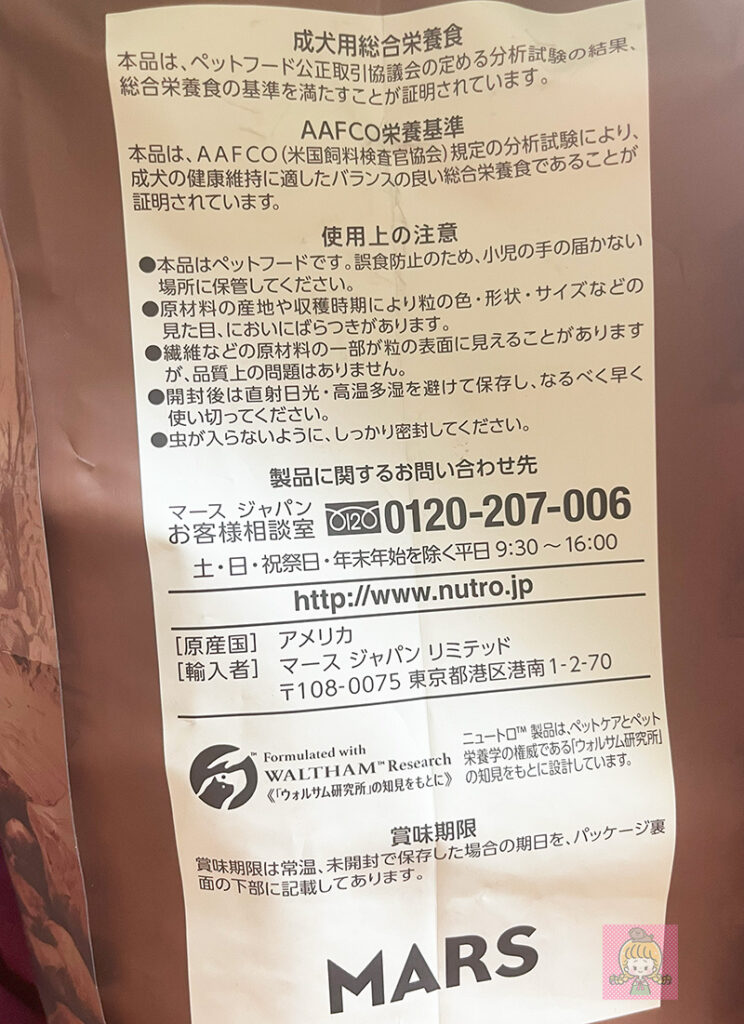 成犬用総合栄養食
本品は、ペットフード公正取引協議会の定める分析試験の結果、
総合栄養食の基準を満たすことが証明されています。
AAFCO栄養基準
本品は、AAFCO(米国飼料検査官協会)規定の分析試験により、
成犬の健康維持に適したバランスの良い総合栄養食であることが
証明されています。
使用上の注意
●本品はペットフードです。誤食防止のため、小児の手の届かない
場所に保管してください。
●原材料の産地や収穫時期により粒の色・形状・サイズなどの
見た目、においにばらつきがあります。
●繊維などの原材料の一部が粒の表面に見えることがあります
が、品質上の問題はありません。
●開封後は直射日光・高温多湿を避けて保存し、なるべく早く
使い切ってください。
●虫が入らないように、しっかり密封してください。
製品に関するお問い合わせ先
マース ジャパン
お客様相談室 0120 0120-207-006
土・日・祝祭日・年末年始を除く平日 9:30〜16:00
http://www.nutro.jp
[原産国] アメリカ
[輸入者] マース ジャパン リミテッド
〒108-0075 東京都港区港南1-2-70
Formulated with
WALTHAM™ Research
《「ウォルサム研究所」の知見をもとに》
ニュートロ™ 製品は、ペットケアとペット
栄養学の権威である「ウォルサム研究所」
の知見をもとに設計しています。
賞味期限
賞味期限は常温、未開封で保存した場合の期日を、パッケージ裏
面の下部に記載してあります。
MARS